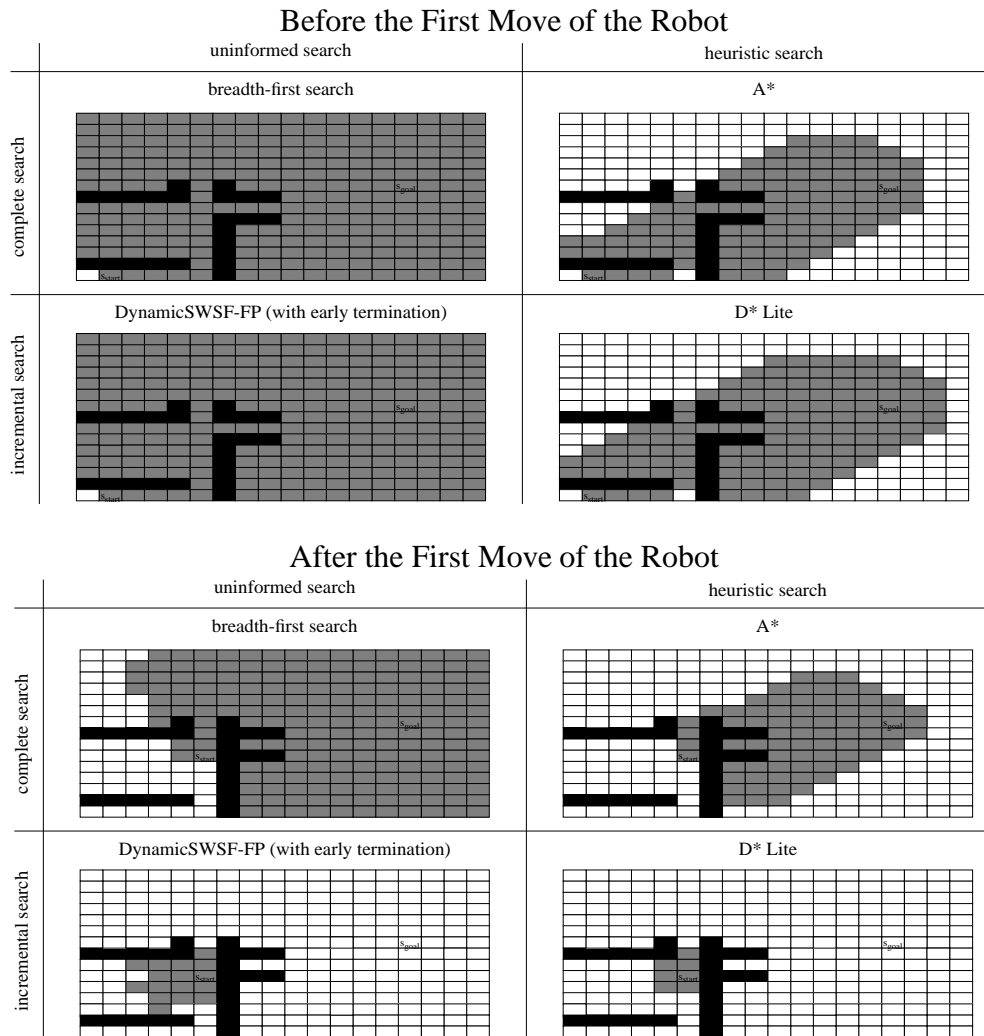 Before the First Move of the Robot
uninformed search
heuristic search
complete search
breadth-first search
A*
sgoal
sstart
sgoal
sstart
incremental search
DynamicSWSF-FP (with early termination)
D* Lite
sgoal
sstart
sgoal
sstart
After the First Move of the Robot
uninformed search
heuristic search
complete search
breadth-first search
A*
sgoal
sstart
sgoal
sstart
incremental search
DynamicSWSF-FP (with early termination)
D* Lite
sgoal
sstart
sgoal
sstart